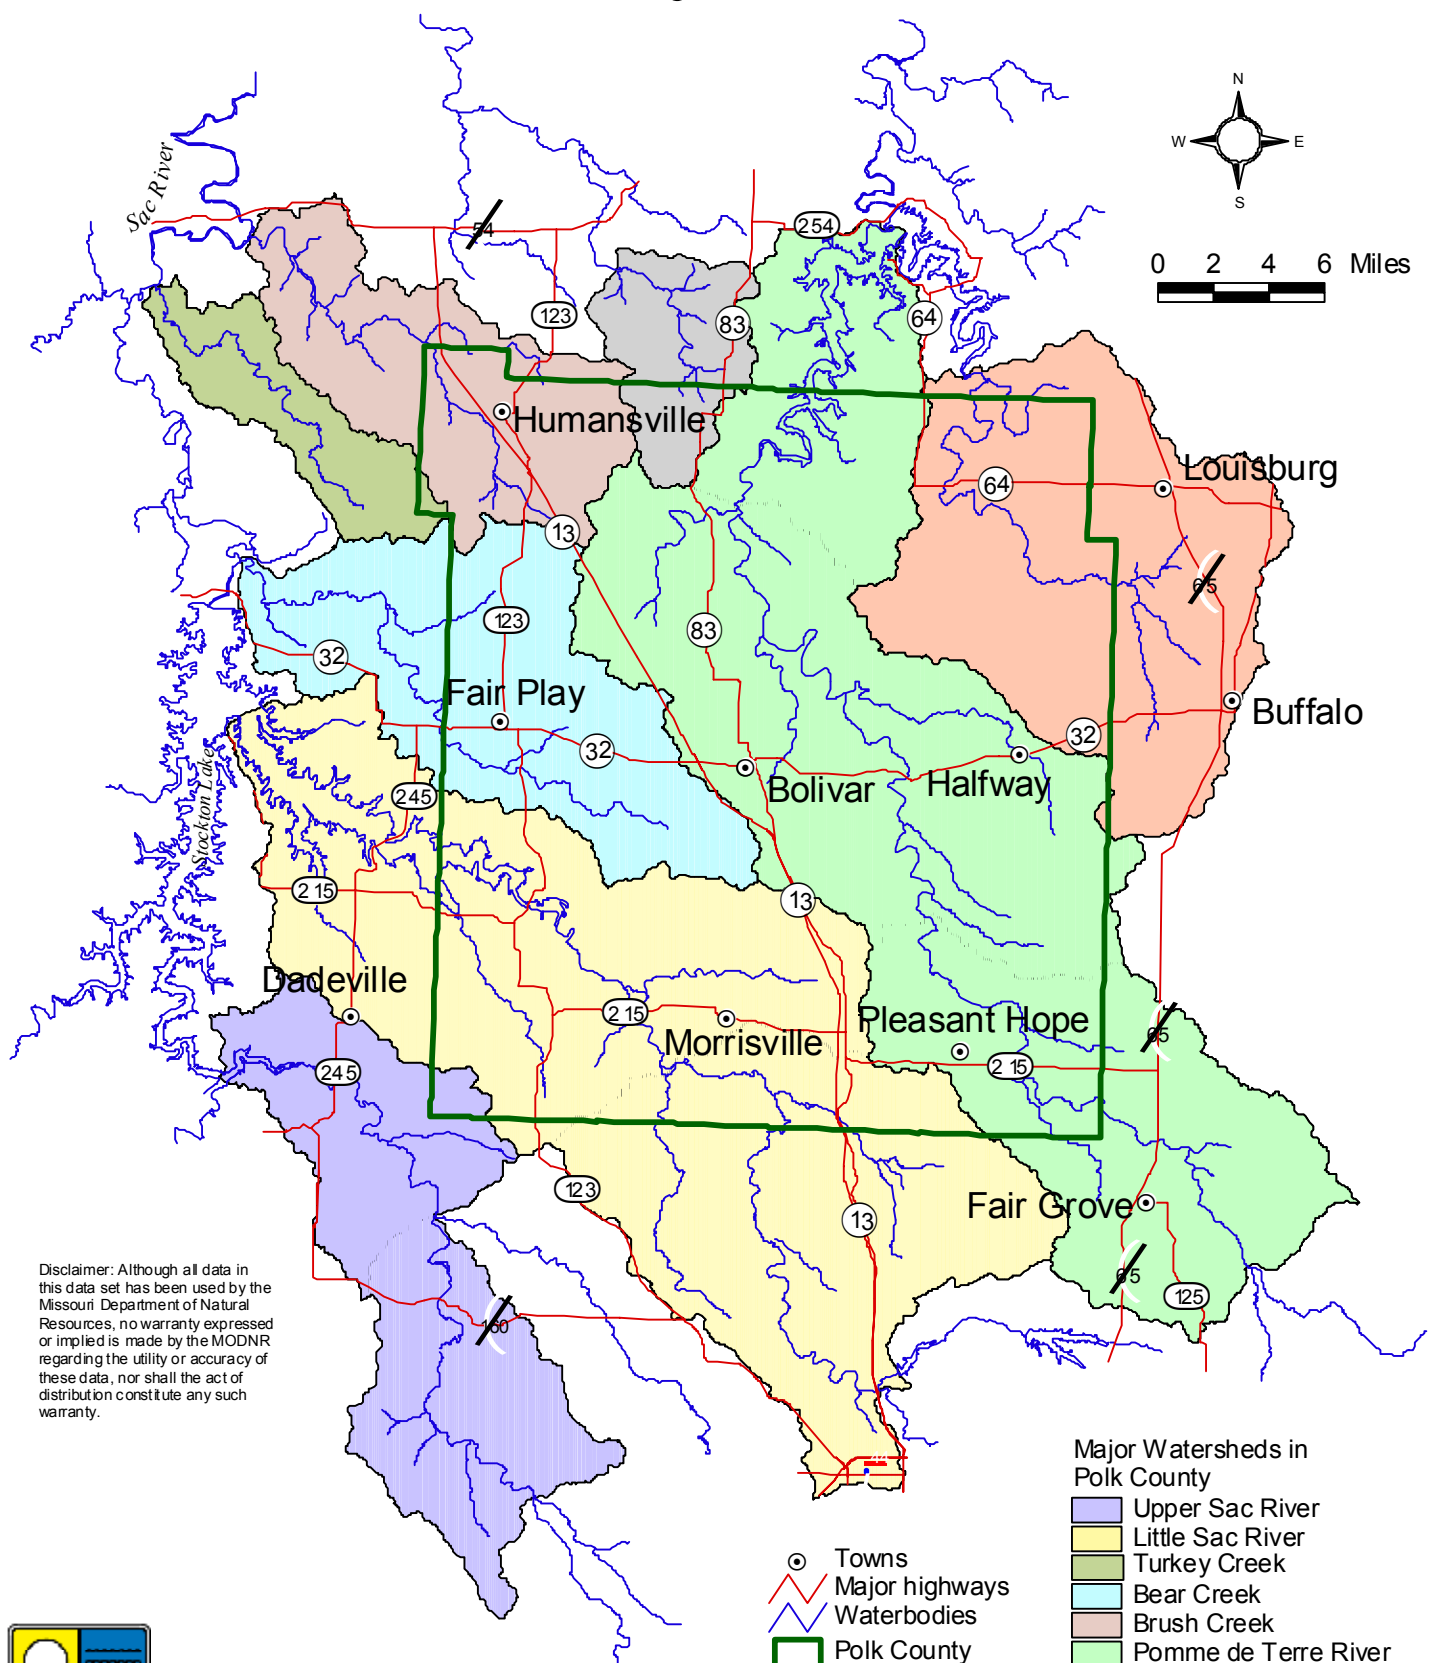 Sac River
N
W
E
S
0 2 4 6 Miles
54
254
123
83
64
Humansville
Louisburg
64
13
65
123
83
32
Fair Play
Buffalo
32
32
Stockton Lake
Bolivar
Halfway
245
215
13
Dadeville
215
Morrisville
Pleasant Hope
65
215
245
123
13
Fair Grove
65
125
160
Disclaimer: Although all data in
this data set has been used by the
Missouri Department of Natural
Resources, no warranty expressed
or implied is made by the MODNR
regarding the utility or accuracy of
these data, nor shall the act of
distribution constitute any such
warranty.
44
Towns
Major highways
Waterbodies
Polk County
Major Watersheds in
Polk County
Upper Sac River
Little Sac River
Turkey Creek
Bear Creek
Brush Creek
Pomme de Terre River